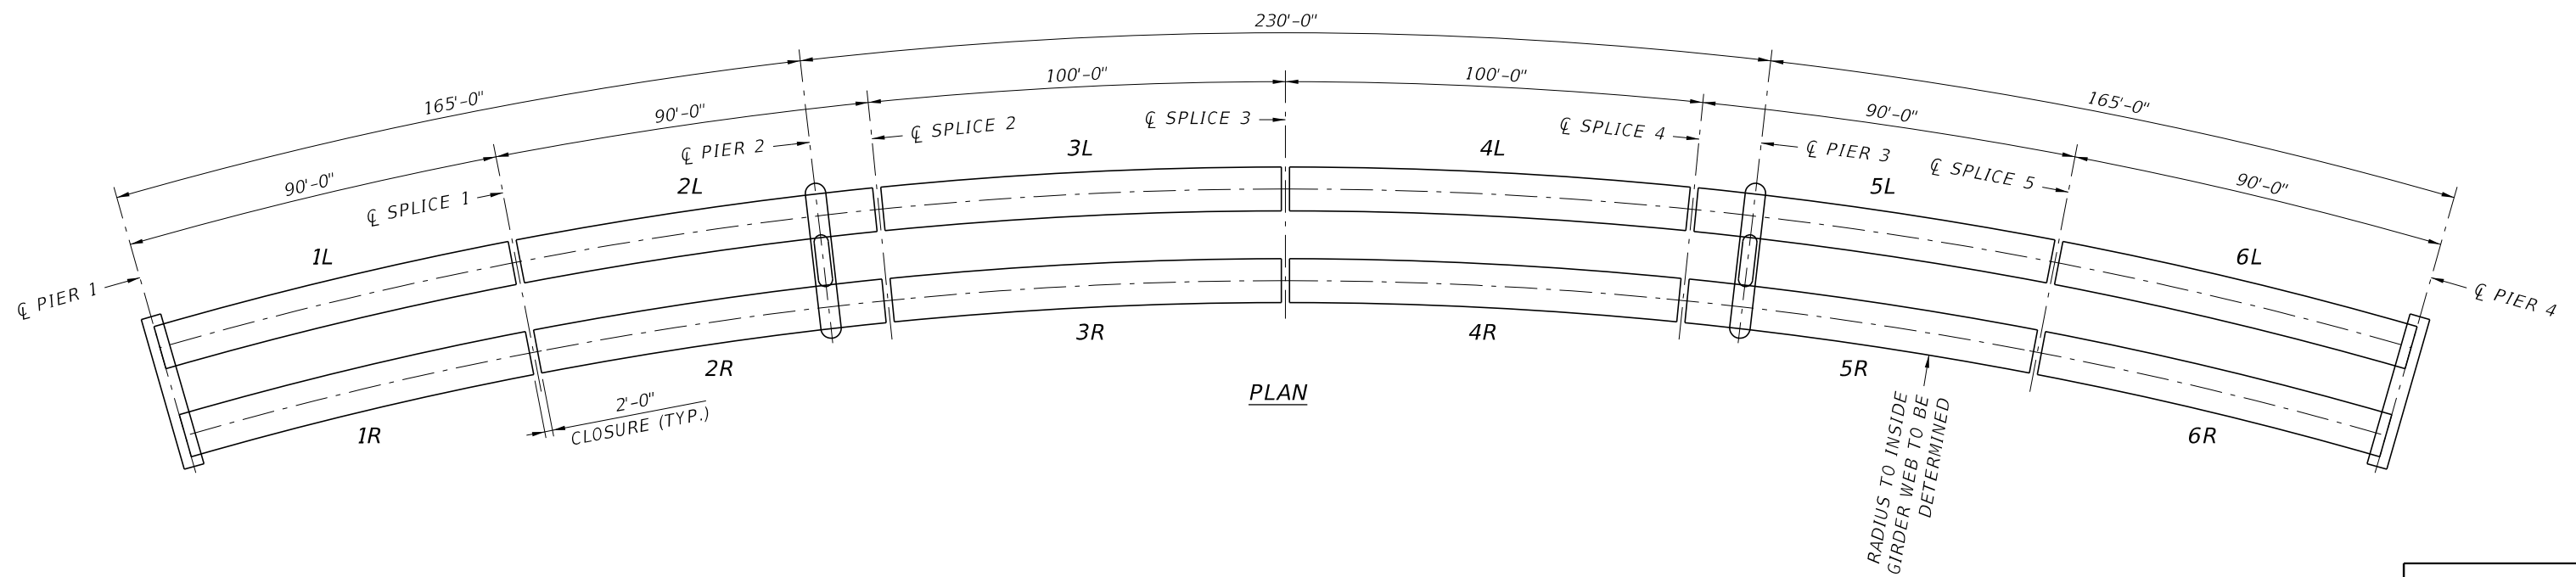 230'-0"
165'-0"
100'-0"
100'-0"
165'-0"
90'-0"
90'-0"
90'-0"
90'-0"
℄ SPLICE 1
℄ PIER 2
℄ SPLICE 2
℄ SPLICE 3
℄ SPLICE 4
℄ PIER 3
℄ SPLICE 5
℄ PIER 1
℄ PIER 4
1L
2L
3L
4L
5L
6L
1R
2R
3R
4R
5R
6R
2'-0"
CLOSURE (TYP.)
PLAN
RADIUS TO INSIDE
GIRDER WEB TO BE
DETERMINED